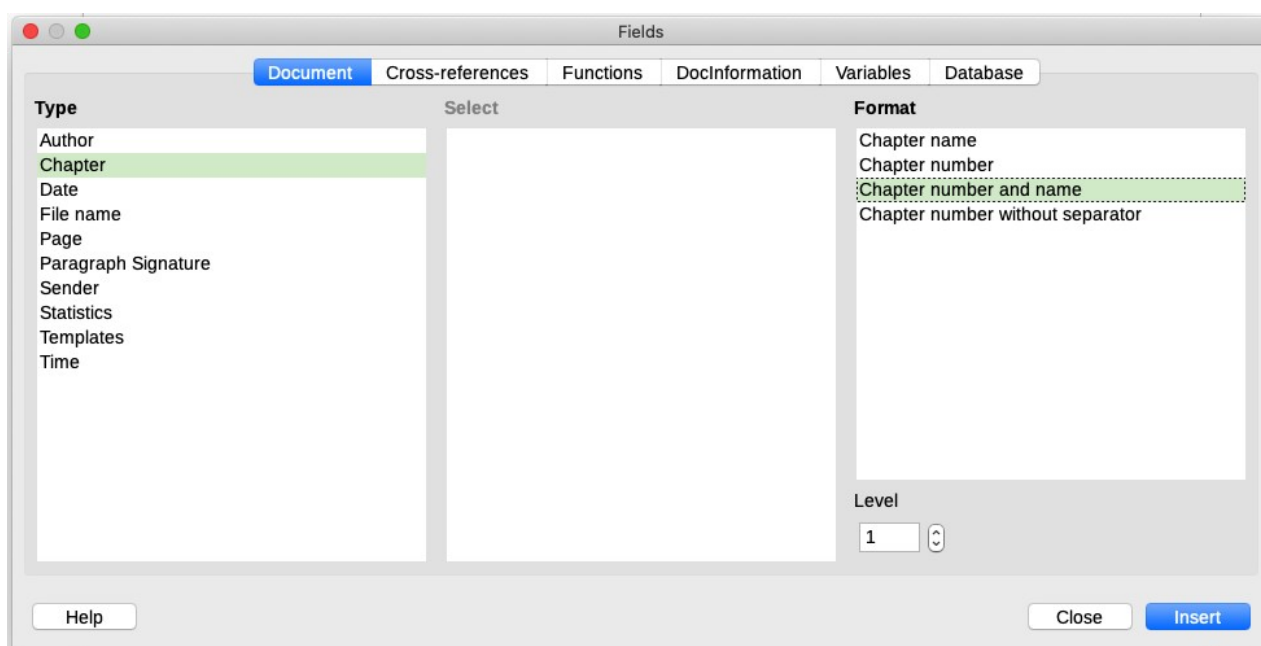 Fields
Document Cross-references Functions DocInformation Variables Database
Type
Author
Chapter
Date
File name
Page
Paragraph Signature
Sender
Statistics
Templates
Time
Select
Format
Chapter name
Chapter number
Chapter number and name
Chapter number without separator
Level
1
Help Close Insert